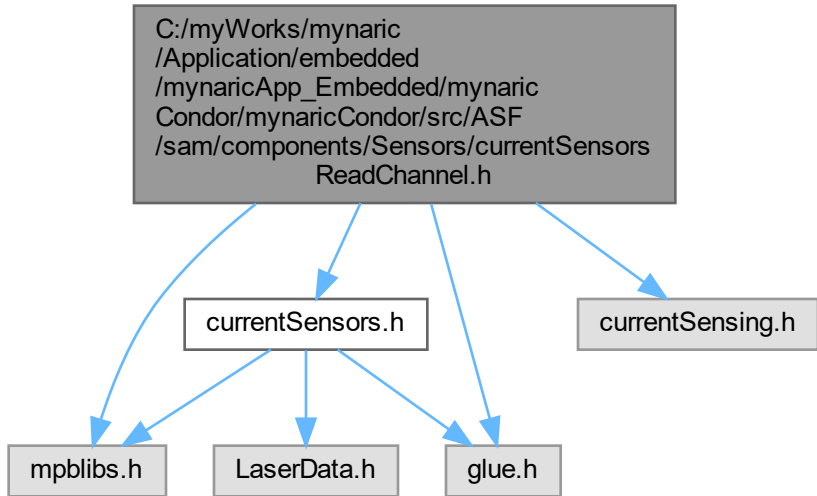 C:/myWorks/mynaric
/Application/embedded
/mynaricApp_Embedded/mynaric
Condor/mynaricCondor/src/ASF
/sam/components/Sensors/currentSensors
ReadChannel.h
currentSensors.h
currentSensing.h
mpblibs.h
LaserData.h
glue.h